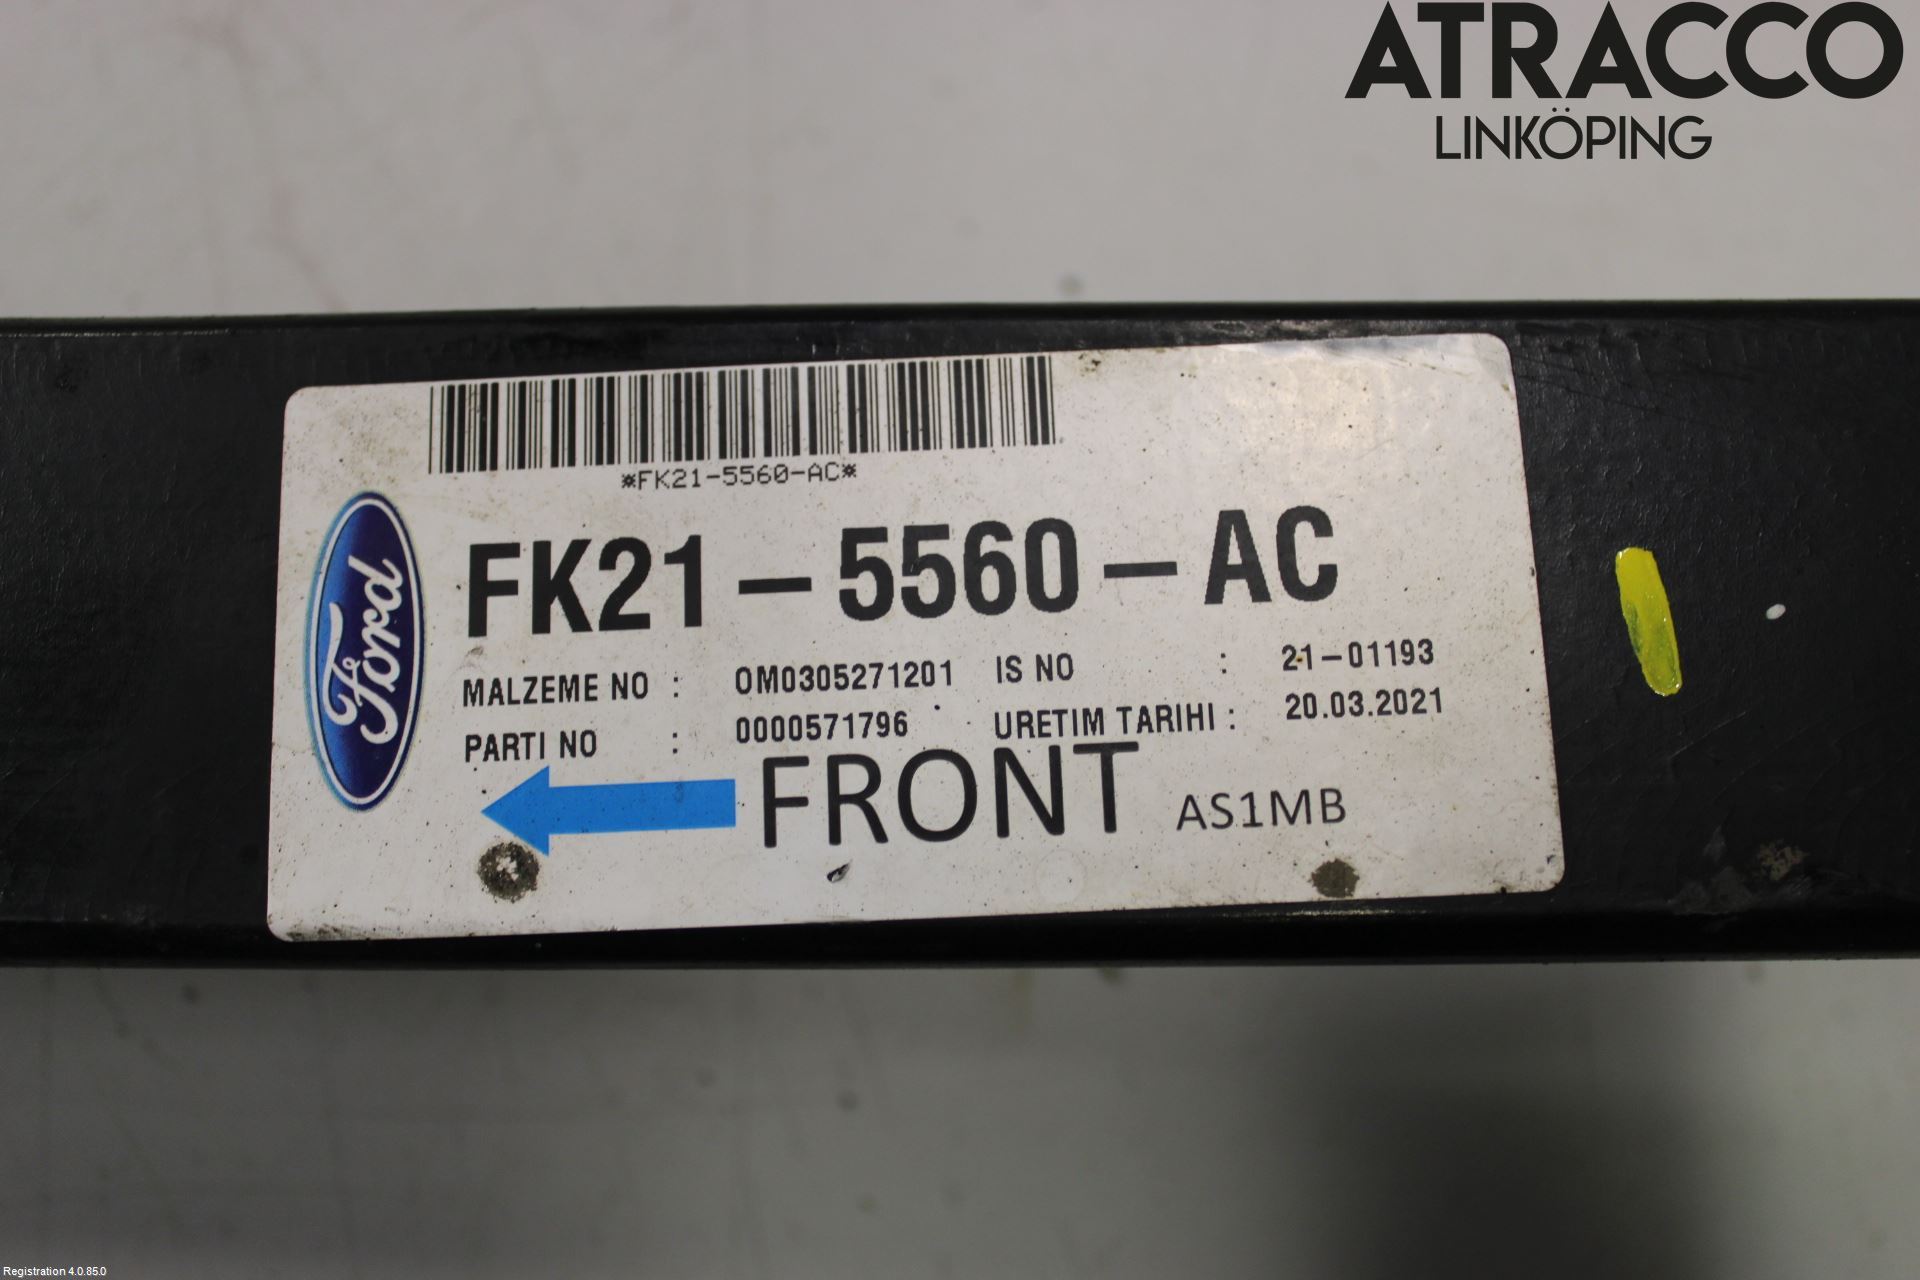 ATRACCO
LINKÖPING
*FK21-5560-AC*
Ford
FK21-5560-AC
MALZEME NO : OM0305271201 IS NO : 21-01193
PARTI NO : 0000571796 URETIM TARIHI : 20.03.2021
FRONT AS1MB
Registration 4.0.85.0